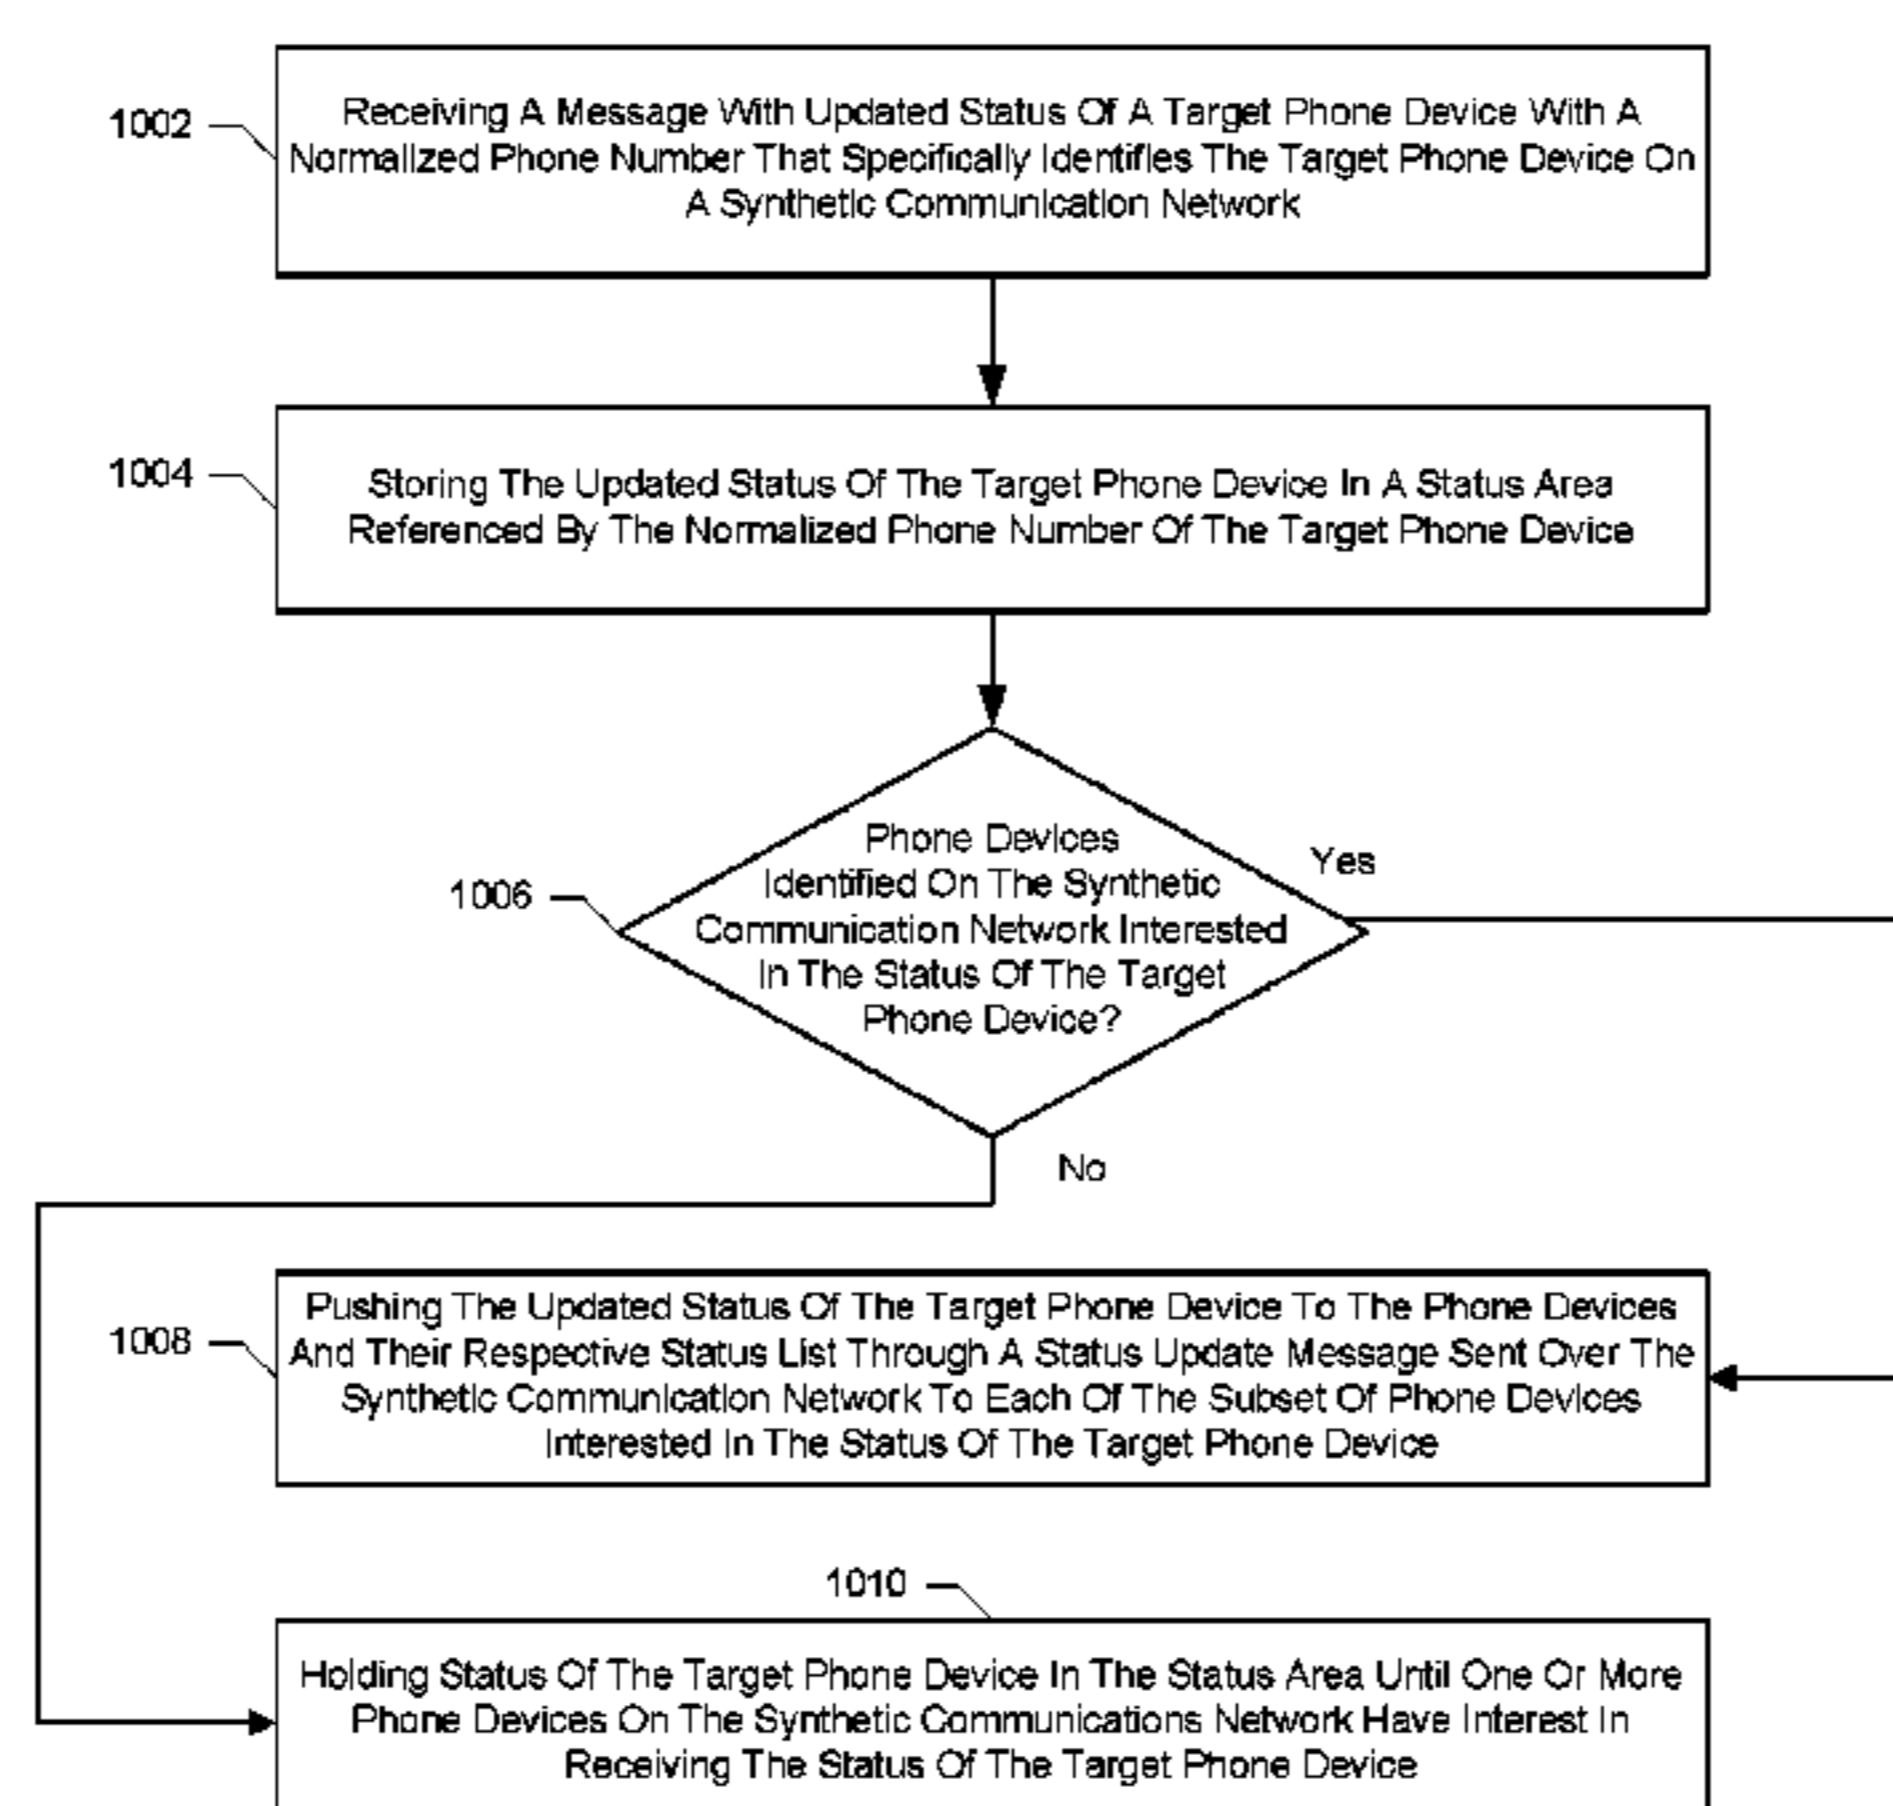 1002
Receiving A Message With Updated Status Of A Target Phone Device With A
Normalized Phone Number That Specifically Identifies The Target Phone Device On
A Synthetic Communication Network
1004
Storing The Updated Status Of The Target Phone Device In A Status Area
Referenced By The Normalized Phone Number Of The Target Phone Device
1006
Phone Devices
Identified On The Synthetic
Communication Network Interested
In The Status Of The Target
Phone Device?
Yes
No
1008
Pushing The Updated Status Of The Target Phone Device To The Phone Devices
And Their Respective Status List Through A Status Update Message Sent Over The
Synthetic Communication Network To Each Of The Subset Of Phone Devices
Interested In The Status Of The Target Phone Device
1010
Holding Status Of The Target Phone Device In The Status Area Until One Or More
Phone Devices On The Synthetic Communications Network Have Interest In
Receiving The Status Of The Target Phone Device